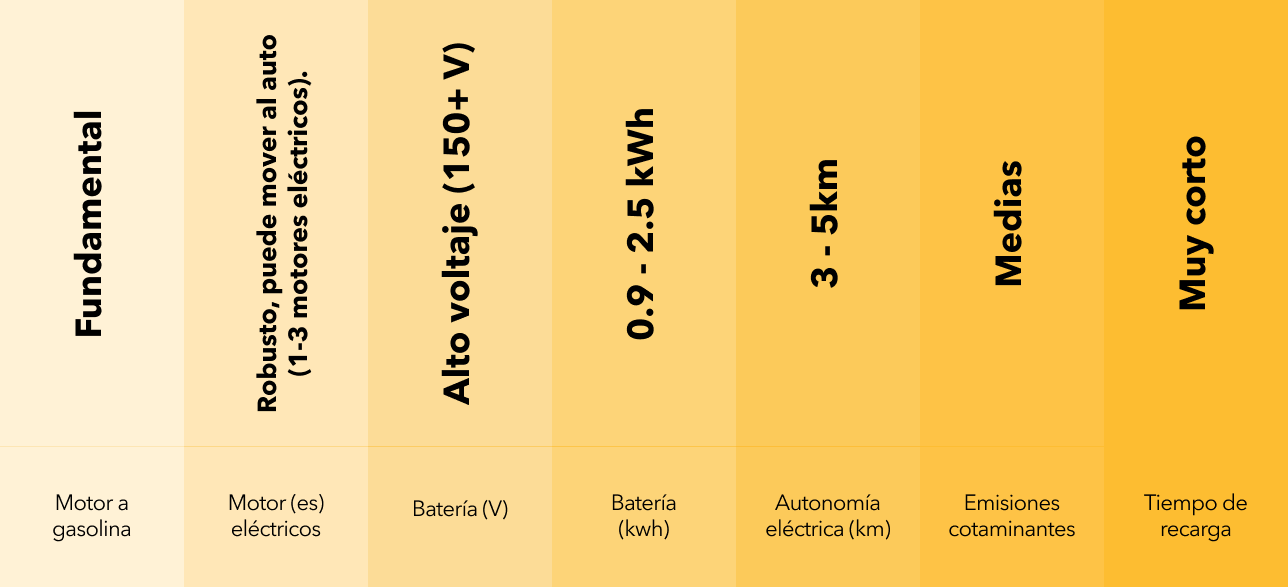 Fundamental
Robusto, puede mover al auto
(1-3 motores eléctricos).
Alto voltaje (150+ V)
0.9 - 2.5 kWh
3 - 5km
Medias
Muy corto
Motor a
gasolina
Motor (es)
eléctricos
Batería (V)
Batería
(kwh)
Autonomía
eléctrica (km)
Emisiones
cotaminantes
Tiempo de
recarga